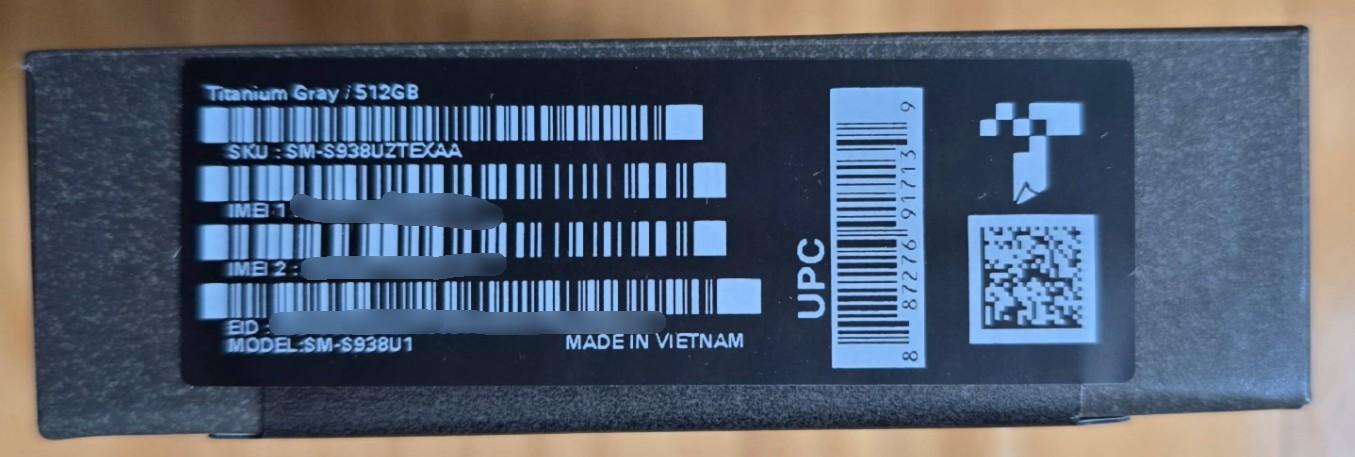 Titanium Gray / 512GB
SKU : SM-S938UZTEXAA
IMEI 1
IMEI 2 :
EID :
MODEL:SM-S938U1
MADE IN VIETNAM
UPC
8 87276 91713 9